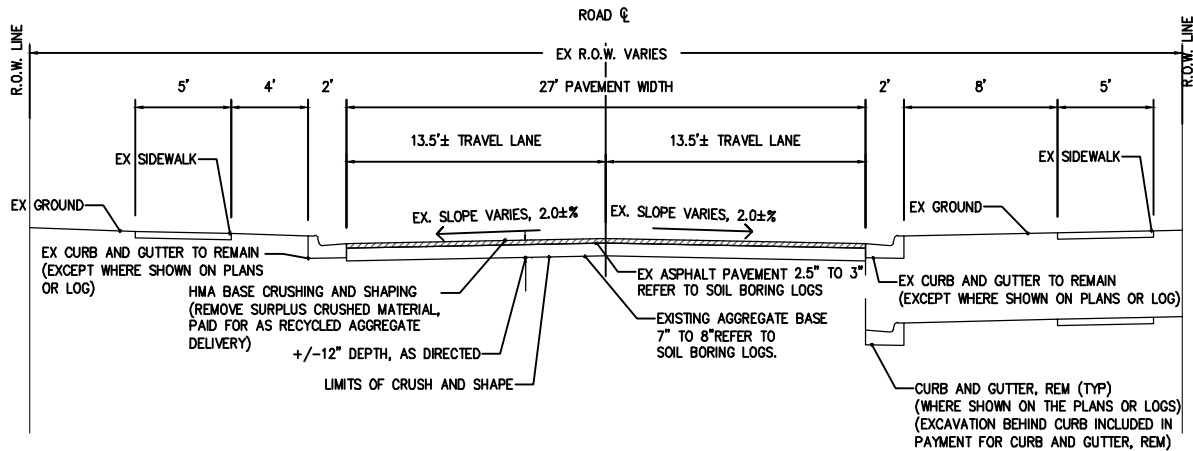 ROAD ℄
R.O.W. LINE
R.O.W. LINE
EX R.O.W. VARIES
5'
4'
2'
27' PAVEMENT WIDTH
2'
8'
5'
13.5'± TRAVEL LANE
13.5'± TRAVEL LANE
EX SIDEWALK
EX SIDEWALK
EX GROUND
EX. SLOPE VARIES, 2.0±%
EX. SLOPE VARIES, 2.0±%
EX GROUND
EX CURB AND GUTTER TO REMAIN
(EXCEPT WHERE SHOWN ON PLANS
OR LOG)
HMA BASE CRUSHING AND SHAPING
(REMOVE SURPLUS CRUSHED MATERIAL,
PAID FOR AS RECYCLED AGGREGATE
DELIVERY)
+/-12" DEPTH, AS DIRECTED
LIMITS OF CRUSH AND SHAPE
EX ASPHALT PAVEMENT 2.5" TO 3"
REFER TO SOIL BORING LOGS
EXISTING AGGREGATE BASE
7" TO 8"REFER TO
SOIL BORING LOGS.
EX CURB AND GUTTER TO REMAIN
(EXCEPT WHERE SHOWN ON PLANS OR LOG)
CURB AND GUTTER, REM (TYP)
(WHERE SHOWN ON THE PLANS OR LOGS)
(EXCAVATION BEHIND CURB INCLUDED IN
PAYMENT FOR CURB AND GUTTER, REM)